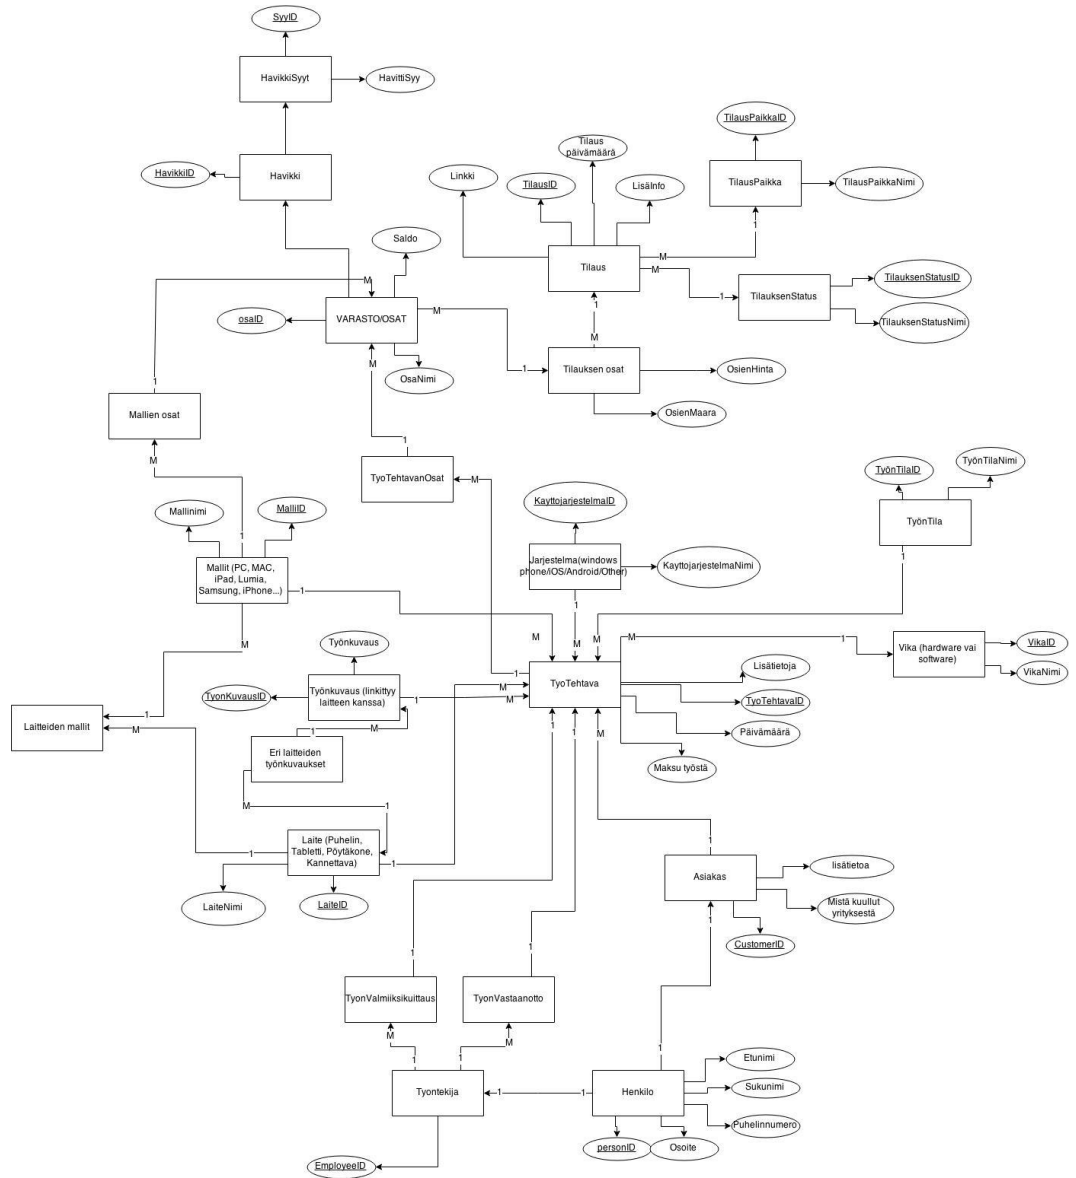 SyyID
HavikkiSyyt
HavittiSyy
HavikkiID
Havikki
TilausPaikkaID
Tilaus
päivämäärä
Linkki
TilausID
LisäInfo
TilausPaikka
TilausPaikkaNimi
1
Saldo
M
Tilaus
M
M
1
TilauksenStatus
TilauksenStatusID
TilauksenStatusNimi
osaID
VARASTO/OSAT
M
1
M
M
OsaNimi
1
Tilauksen osat
OsienHinta
OsienMaara
1
Mallien osat
M
1
TyoTehtavanOsat
M
TyönTilaID
TyönTilaNimi
TyönTila
Mallinimi
MalliID
KayttojarjestelmaID
1
Mallit (PC, MAC,
iPad, Lumia,
Samsung, iPhone...)
1
Jarjestelma(windows
phone/iOS/Android/Other)
KayttojarjestelmaNimi
1
1
M
M
M
M
M
1
Vika (hardware vai
software)
VikaID
VikaNimi
Työnkuvaus
TyonKuvausID
Työnkuvaus (linkittyy
laitteen kanssa)
1
M
M
1
TyoTehtava
Lisätietoja
TyoTehtavaID
Päivämäärä
Maksu työstä
Laitteiden mallit
1
M
1
M
1
1
M
Eri laitteiden
työnkuvaukset
M
1
Laite (Puhelin,
Tabletti, Pöytäkone,
Kannettava)
1
1
LaiteNimi
LaiteID
1
Asiakas
lisätietoa
Mistä kuullut
yrityksestä
CustomerID
1
1
1
TyonValmiiksikuittaus
TyonVastaanotto
M
M
1
1
1
Tyontekija
1
1
Henkilo
Etunimi
Sukunimi
Puhelinnumero
personID
Osoite
EmployeeID